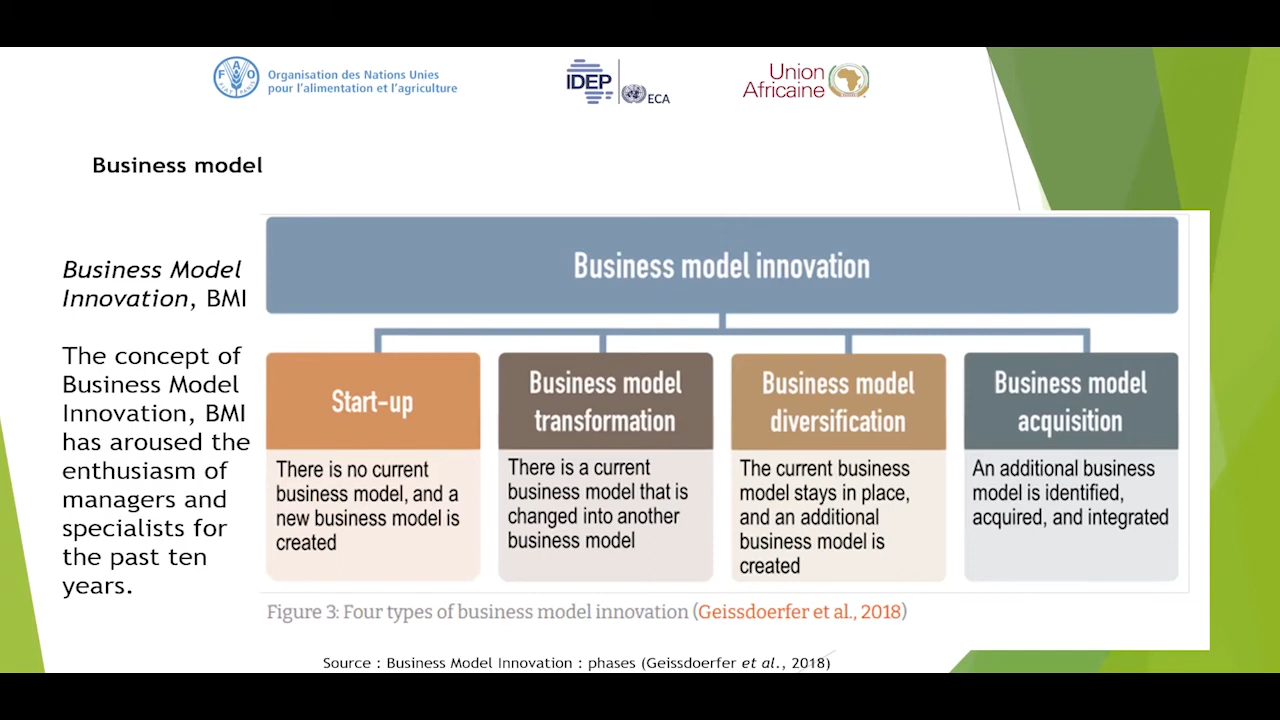 FAO
Organisation des Nations Unies
pour l'alimentation et l'agriculture
IDEP
ECA
Union
Africaine
Business model
Business Model
Innovation, BMI
The concept of
Business Model
Innovation, BMI
has aroused the
enthusiasm of
managers and
specialists for
the past ten
years.
Business model innovation
Start-up
There is no current
business model, and a
new business model is
created
Business model
transformation
There is a current
business model that is
changed into another
business model
Business model
diversification
The current business
model stays in place,
and an additional
business model is
created
Business model
acquisition
An additional business
model is identified,
acquired, and integrated
Figure 3: Four types of business model innovation (Geissdoerfer et al., 2018)
Source : Business Model Innovation : phases (Geissdoerfer et al., 2018)